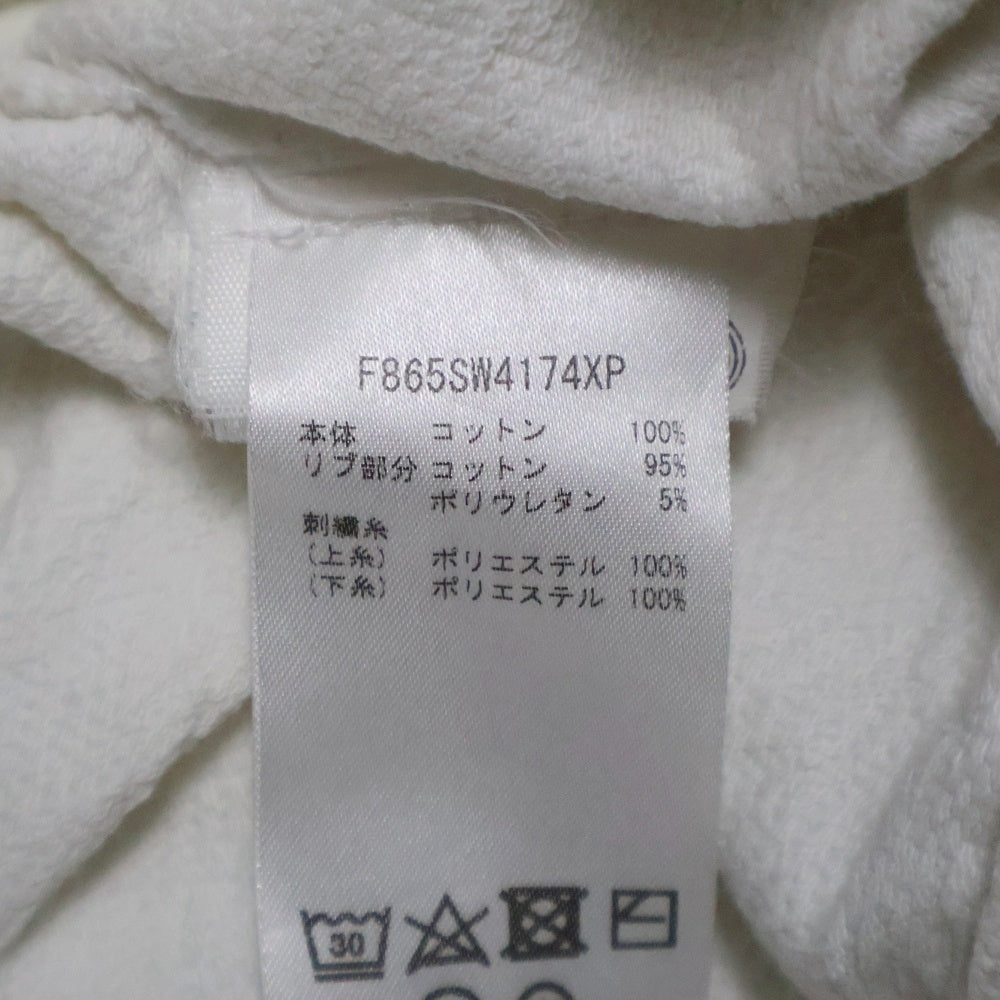 F865SW4174XP
本体 コットン 100%
リブ部分 コットン 95%
ポリウレタン 5%
刺繍糸
(上糸) ポリエステル 100%
(下糸) ポリエステル 100%
30